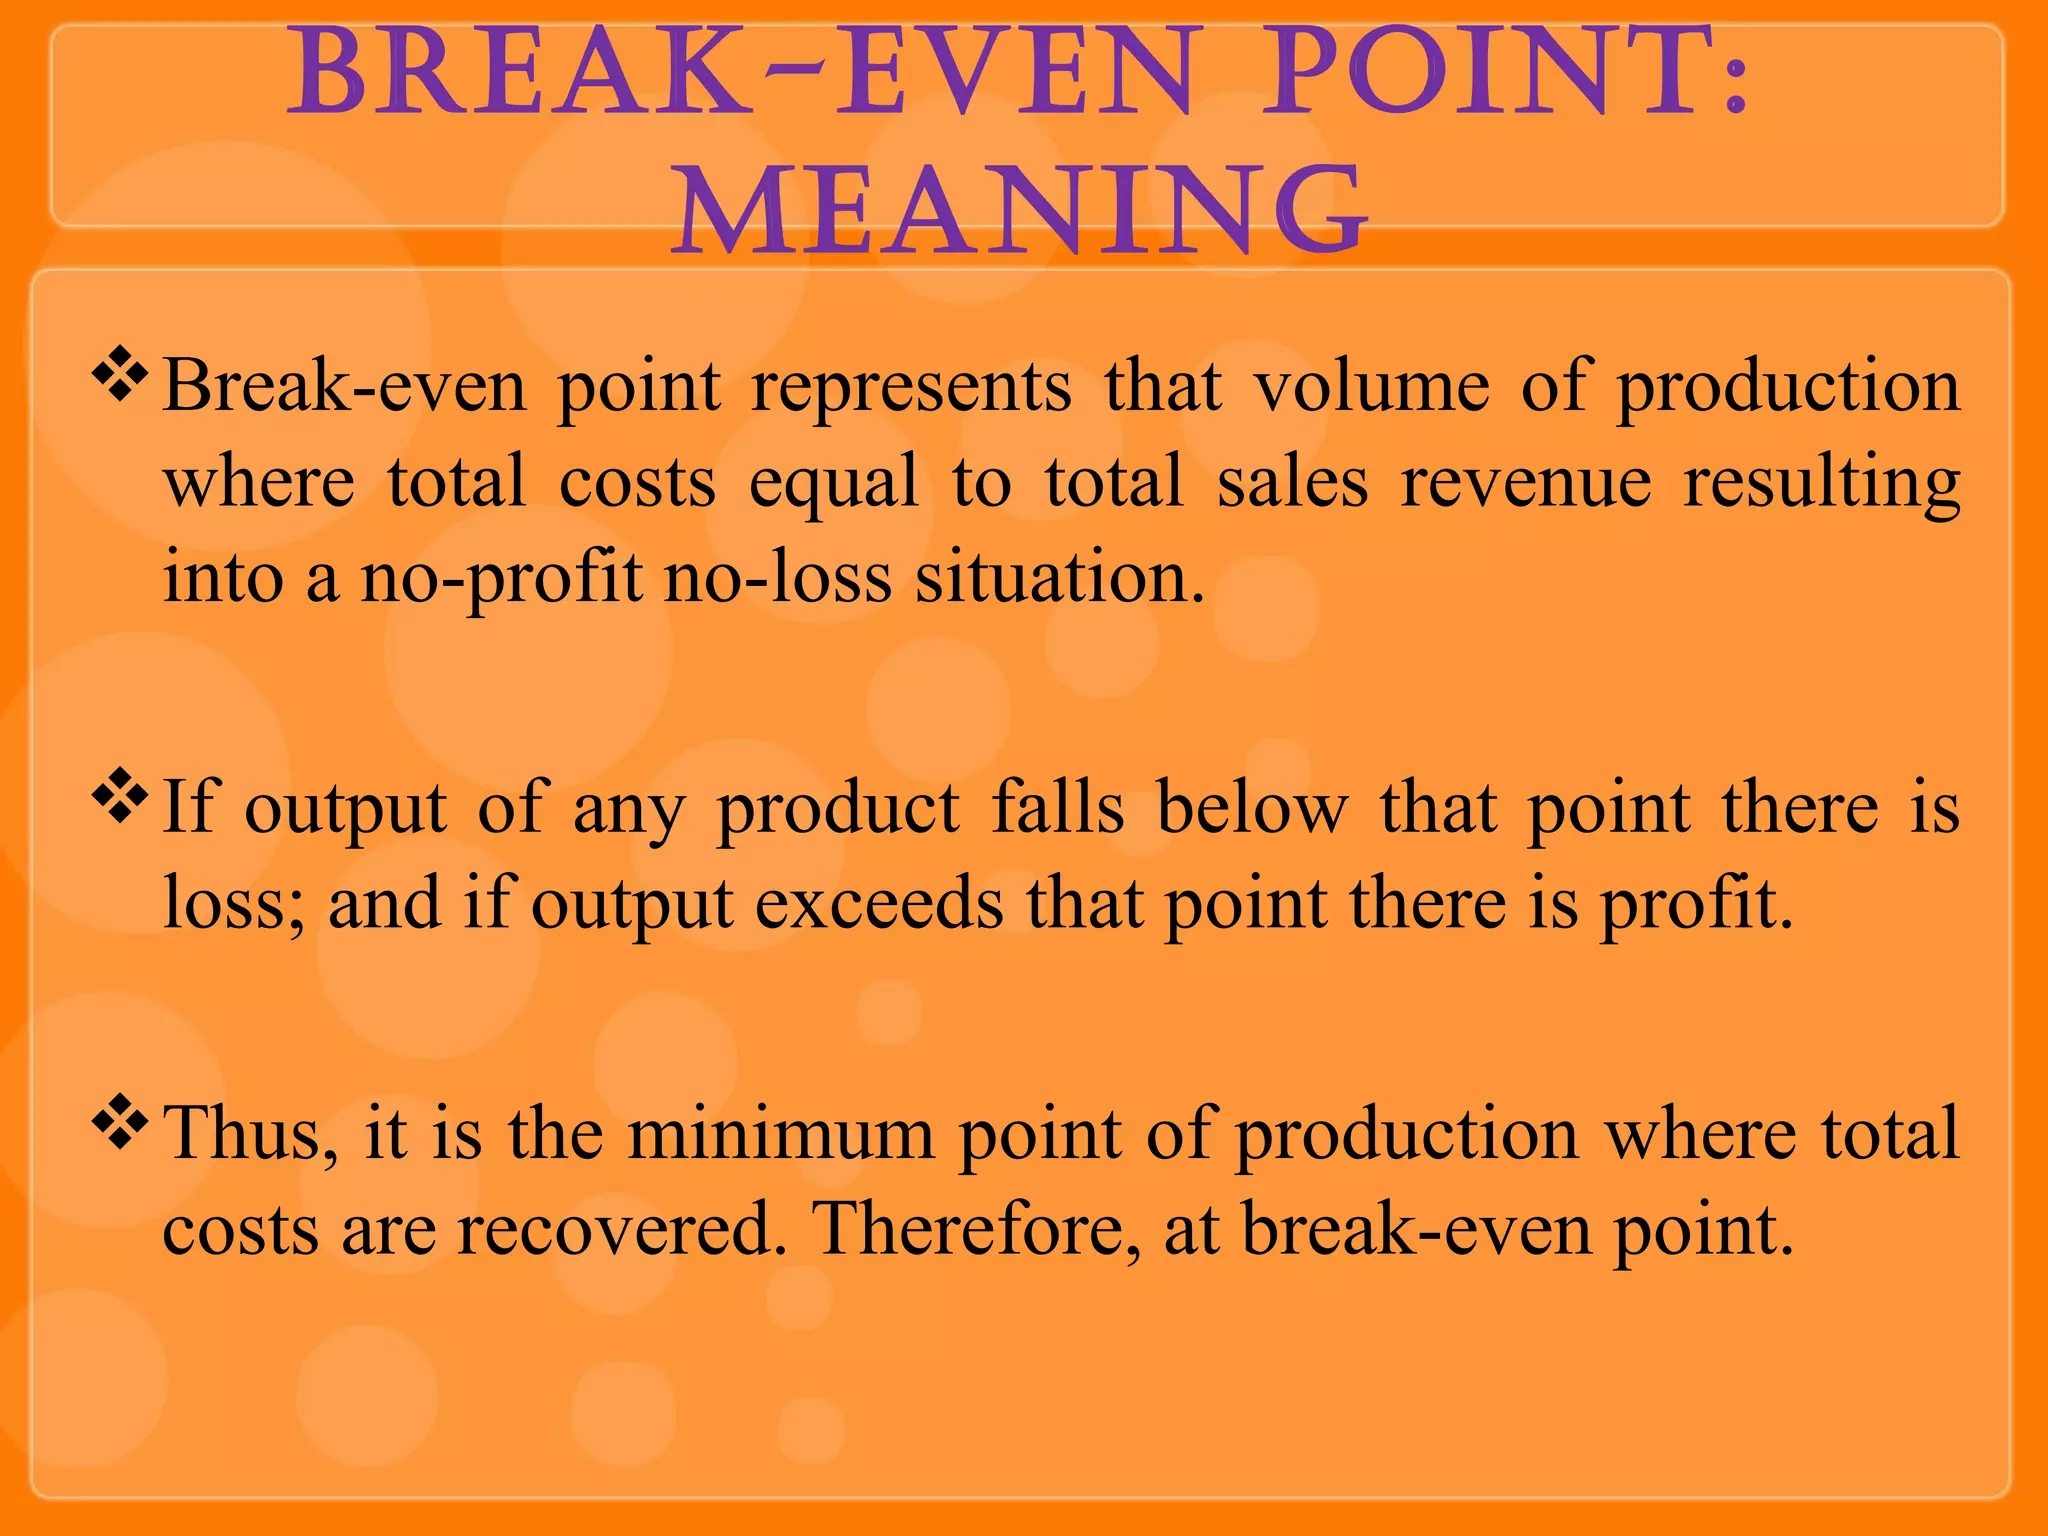 BREAK-EVEN POINT:
MEANING
❖Break-even point represents that volume of production
where total costs equal to total sales revenue resulting
into a no-profit no-loss situation.
❖If output of any product falls below that point there is
loss; and if output exceeds that point there is profit.
❖Thus, it is the minimum point of production where total
costs are recovered. Therefore, at break-even point.